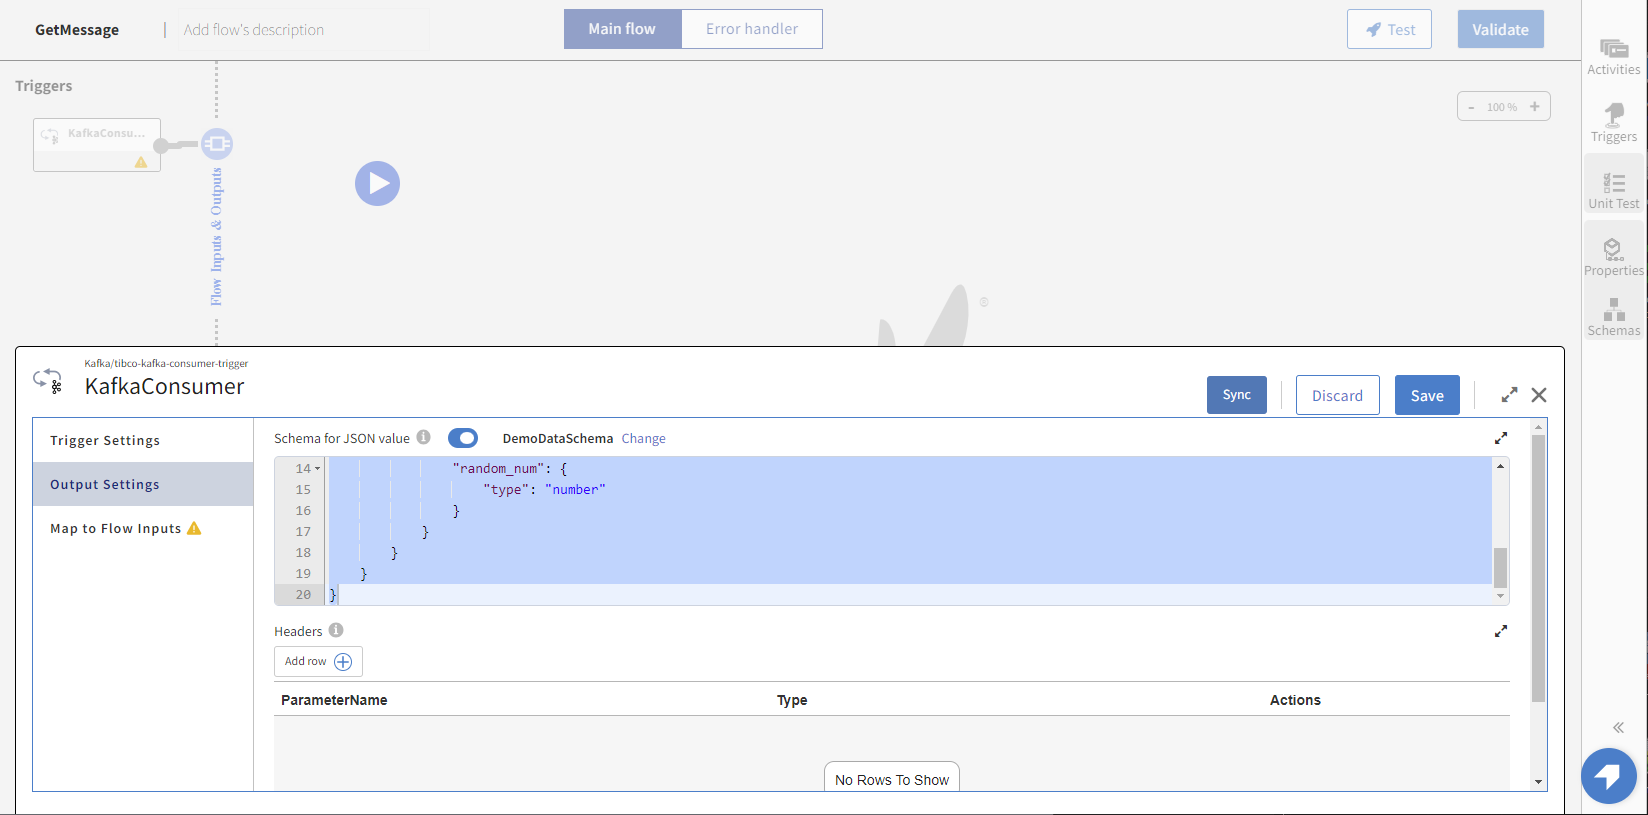 GetMessage | Add flow's description Main flow Error handler Test Validate
Activities
Triggers
Unit Test
Properties
Schemas
Triggers
KafkaConsu...
- 100 % +
Flow Inputs & Outputs
®
Kafka/tibco-kafka-consumer-trigger
KafkaConsumer
Sync Discard Save
Trigger Settings
Output Settings
Map to Flow Inputs
Schema for JSON value DemoDataSchema Change
14 "random_num": {
15 "type": "number"
16 }
17 }
18 }
19 }
20 }
Headers
Add row
ParameterName Type Actions
No Rows To Show